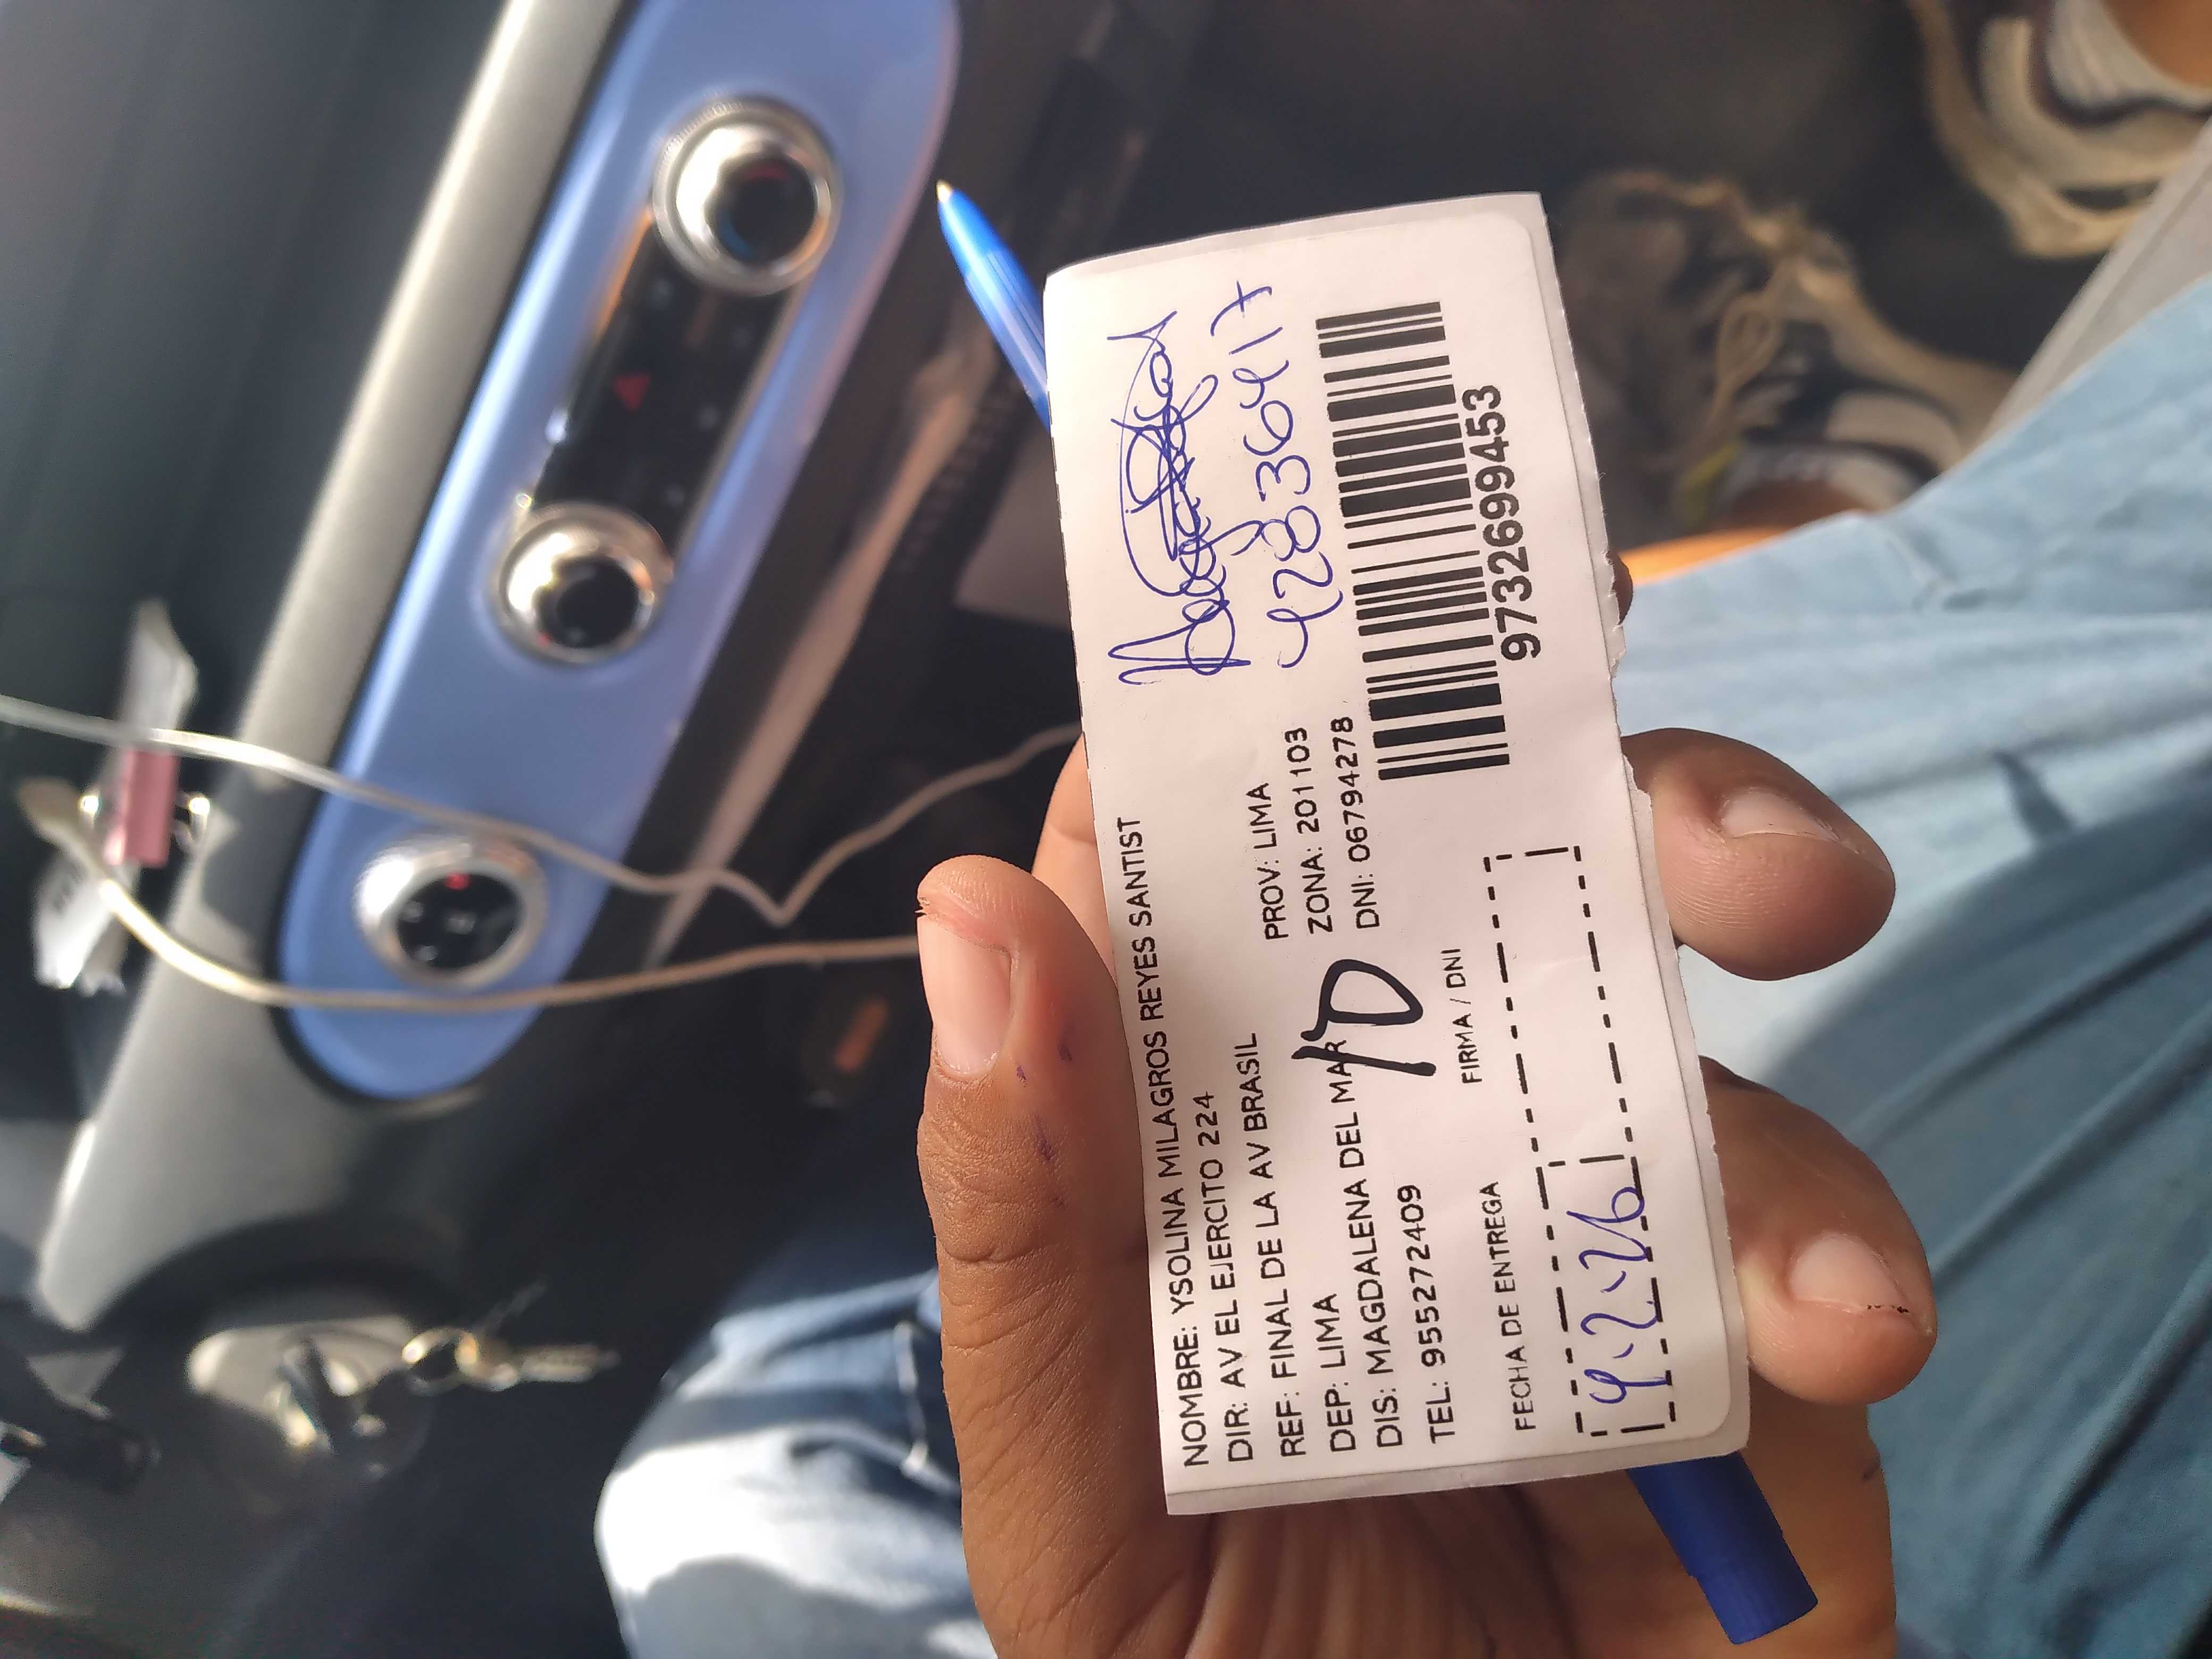 NOMBRE: YSOLINA MILAGROS REYES SANTIST
DIR: AV EL EJERCITO 224
REF: FINAL DE LA AV BRASIL
DEP: LIMA PROV: LIMA
DIS: MAGDALENA DEL MAR ZONA: 201103
TEL: 955272409 DNI: 06794278
42836417
9732699453
FECHA DE ENTREGA FIRMA / DNI
4-2-26